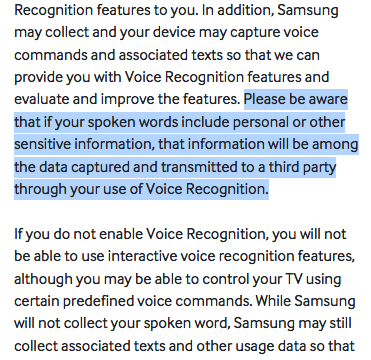 Recognition features to you. In addition, Samsung
may collect and your device may capture voice
commands and associated texts so that we can
provide you with Voice Recognition features and
evaluate and improve the features. Please be aware
that if your spoken words include personal or other
sensitive information, that information will be among
the data captured and transmitted to a third party
through your use of Voice Recognition.

If you do not enable Voice Recognition, you will not
be able to use interactive voice recognition features,
although you may be able to control your TV using
certain predefined voice commands. While Samsung
will not collect your spoken word, Samsung may still
collect associated texts and other usage data so that